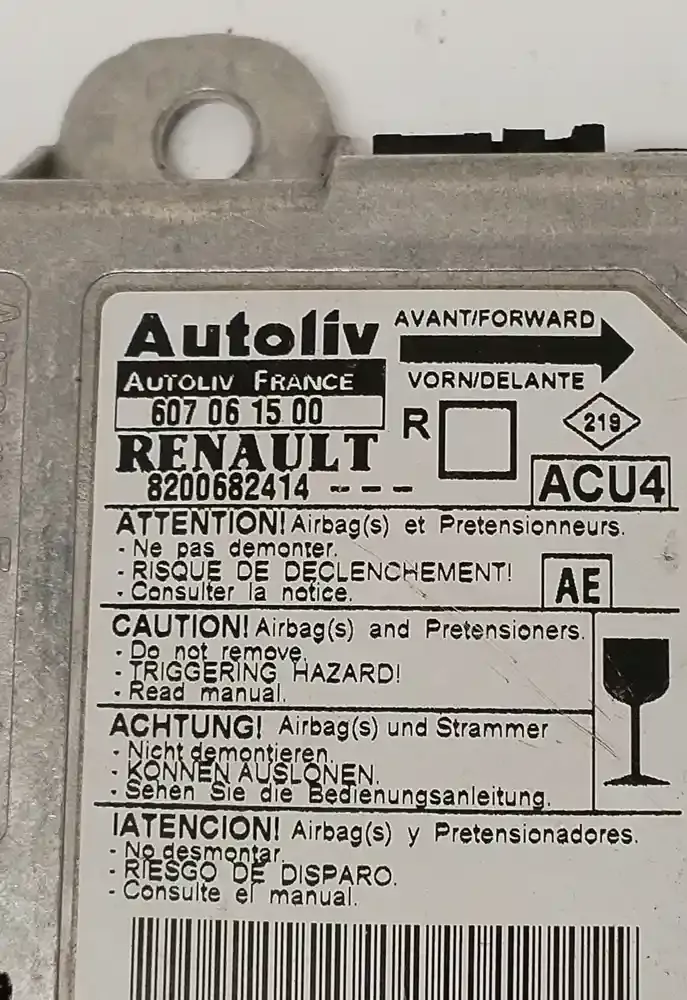 Autoliv
AVANT/FORWARD
AUTOLIV FRANCE
VORN/DELANTE
607 06 15 00
R
219
RENAULT
8200682414 ---
ACU4
ATTENTION! Airbag(s) et Pretensionneurs.
- Ne pas demonter.
- RISQUE DE DECLENCHEMENT!
- Consulter la notice.
AE
CAUTION! Airbag(s) and Pretensioners.
- Do not remove.
- TRIGGERING HAZARD!
- Read manual.
ACHTUNG! Airbag(s) und Strammer
- Nicht demontieren.
- KONNEN AUSLONEN.
- Sehen Sie die Bedienungsanleitung.
IATENCION! Airbag(s) y Pretensionadores.
- No desmontar.
- RIESGO DE DISPARO.
- Consulte el manual.